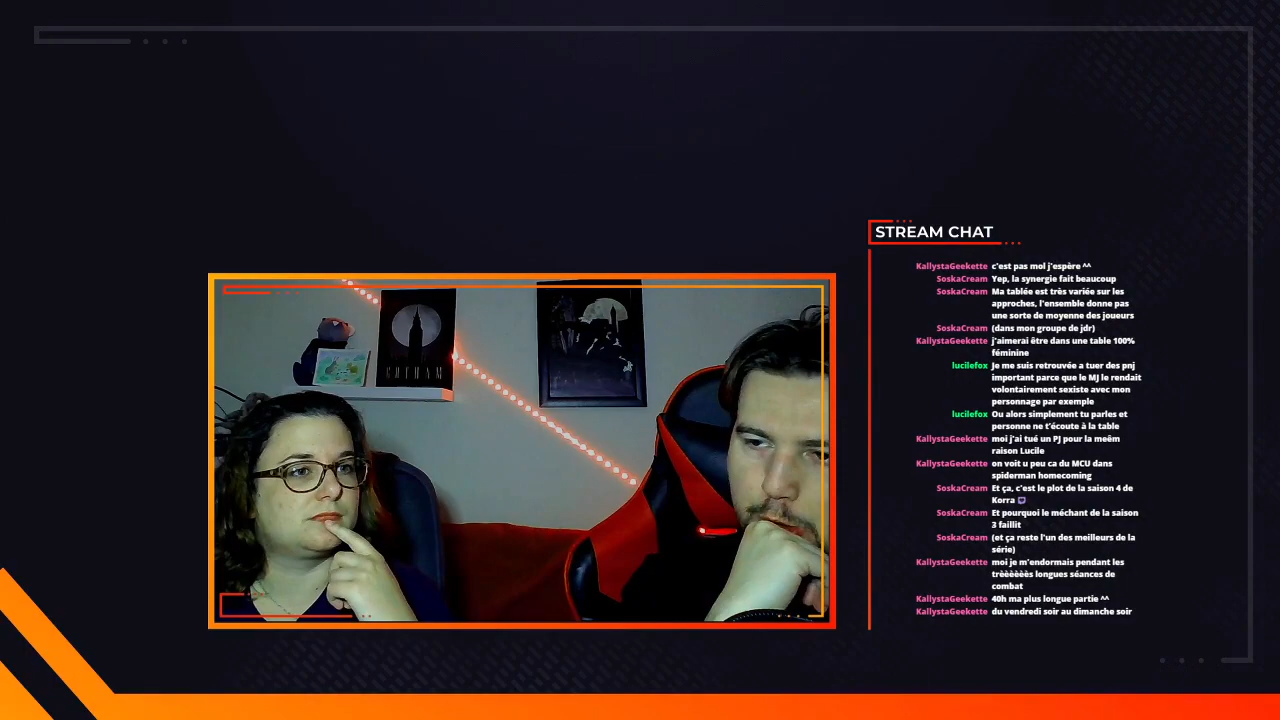 STREAM CHAT
KallystaGeekette c'est pas mol j'espère ^^
SoskaCream Yep, la synergie fait beaucoup
SoskaCream Ma tablée est très variée sur les
approches, l'ensemble donne pas
une sorte de moyenne des joueurs
SoskaCream (dans mon groupe de jdr)
KallystaGeekette j'aimerai être dans une table 100%
féminine
lucilefox Je me suis retrouvée a tuer des pnj
important parce que le MJ le rendait
volontairement sexiste avec mon
personnage par exemple
lucilefox Ou alors simplement tu parles et
personne ne t'écoute à la table
KallystaGeekette moi j'ai tué un PJ pour la meêm
raison Lucile
KallystaGeekette on voit u peu ca du MCU dans
spiderman homecoming
SoskaCream Et ça, c'est le plot de la saison 4 de
Korra
SoskaCream Et pourquoi le méchant de la saison
3 faillit
SoskaCream (et ça reste l'un des meilleurs de la
série)
KallystaGeekette moi je m'endormais pendant les
trèèèèèès longues séances de
combat
KallystaGeekette 40h ma plus longue partie ^^
KallystaGeekette du vendredi soir au dimanche soir